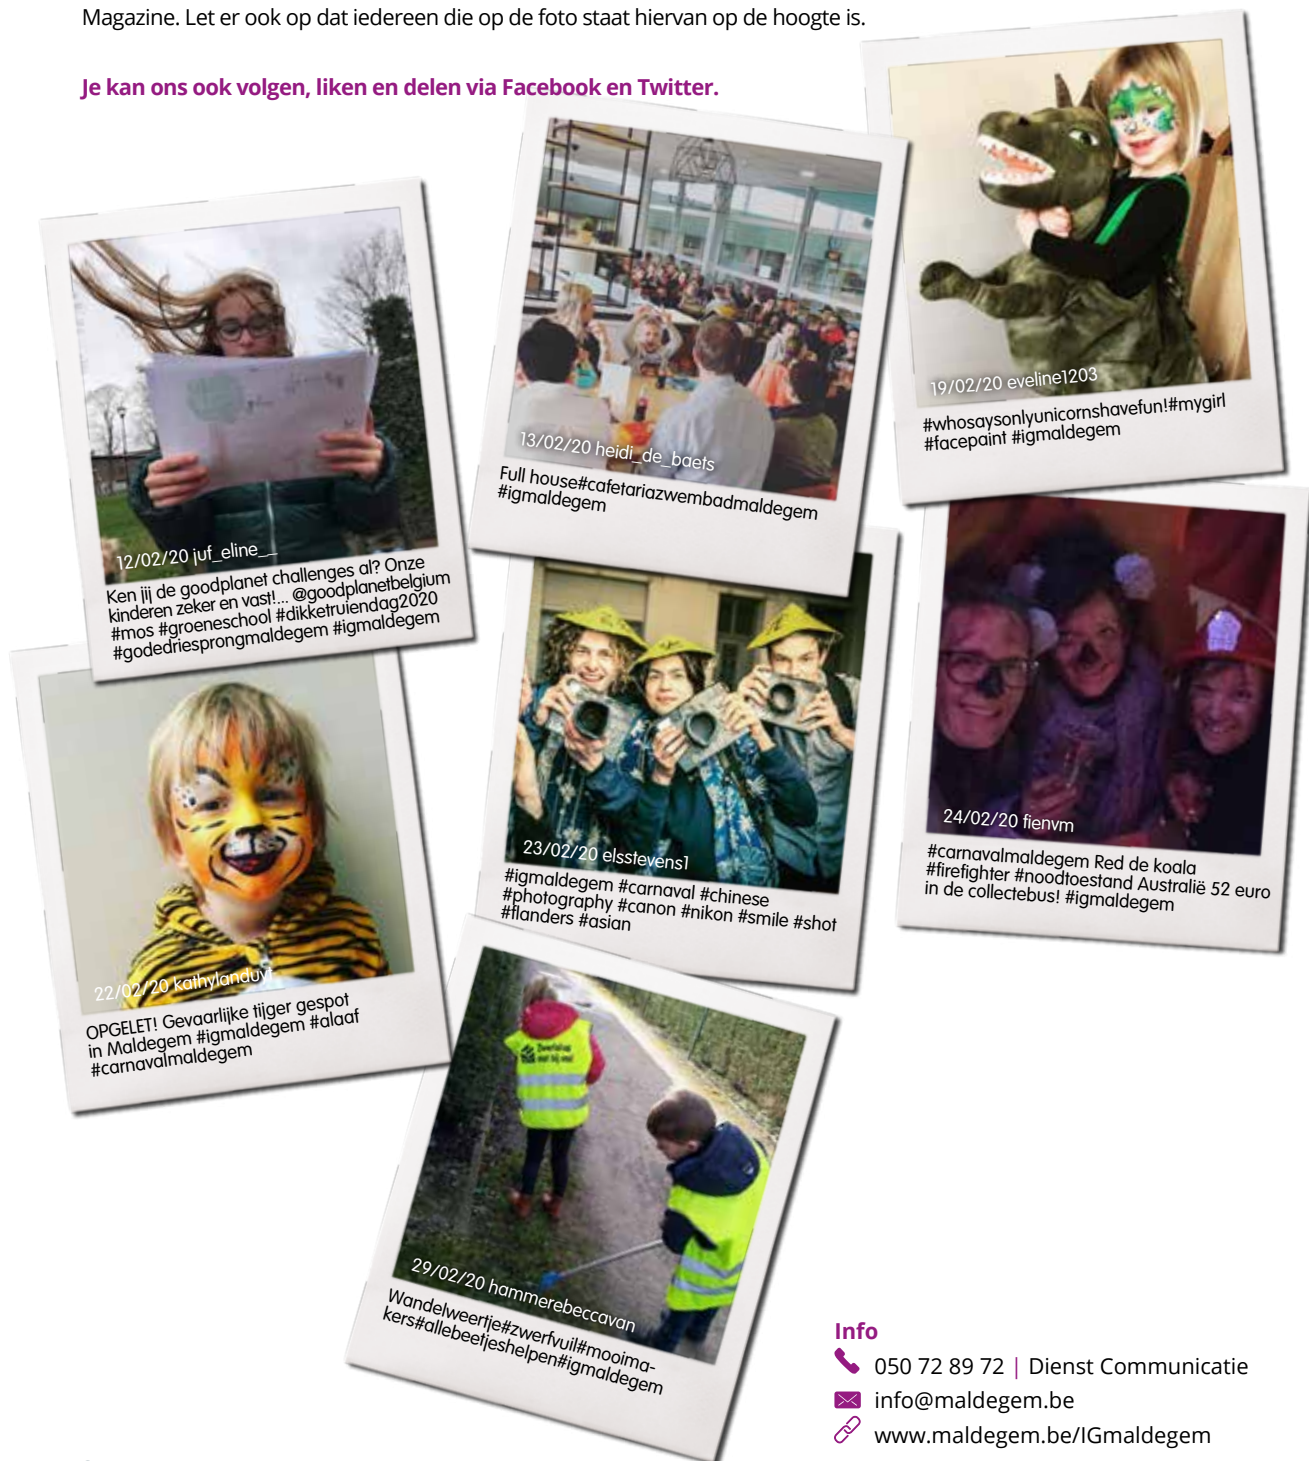 Magazine. Let er ook op dat iedereen die op de foto staat hiervan op de hoogte is.
Je kan ons ook volgen, liken en delen via Facebook en Twitter.
12/02/20 juf_eline__
Ken jij de goodplanet challenges al? Onze
kinderen zeker en vast!... @goodplanetbelgium
#mos #groeneschool #dikketruiendag2020
#godedriesprongmaldegem #igmaldegem
13/02/20 heidi_de_baets
Full house#cafetariazwembadmaldegem
#igmaldegem
19/02/20 eveline1203
#whosaysonlyunicornshavefun!#mygirl
#facepaint #igmaldegem
22/02/20 kathylanduyt
OPGELET! Gevaarlijke tijger gespot
in Maldegem #igmaldegem #alaaf
#carnavalmaldegem
23/02/20 elsstevens1
#igmaldegem #carnaval #chinese
#photography #canon #nikon #smile #shot
#flanders #asian
24/02/20 fienvm
#carnavalmaldegem Red de koala
#firefighter #noodtoestand Australië 52 euro
in de collectebus! #igmaldegem
Zwerfvuil
niet bij ons!
29/02/20 hammerebeccavan
Wandelweertje#zwerfvuil#mooima-
kers#allebeetjeshelpen#igmaldegem
Info
050 72 89 72 | Dienst Communicatie
info@maldegem.be
www.maldegem.be/IGmaldegem